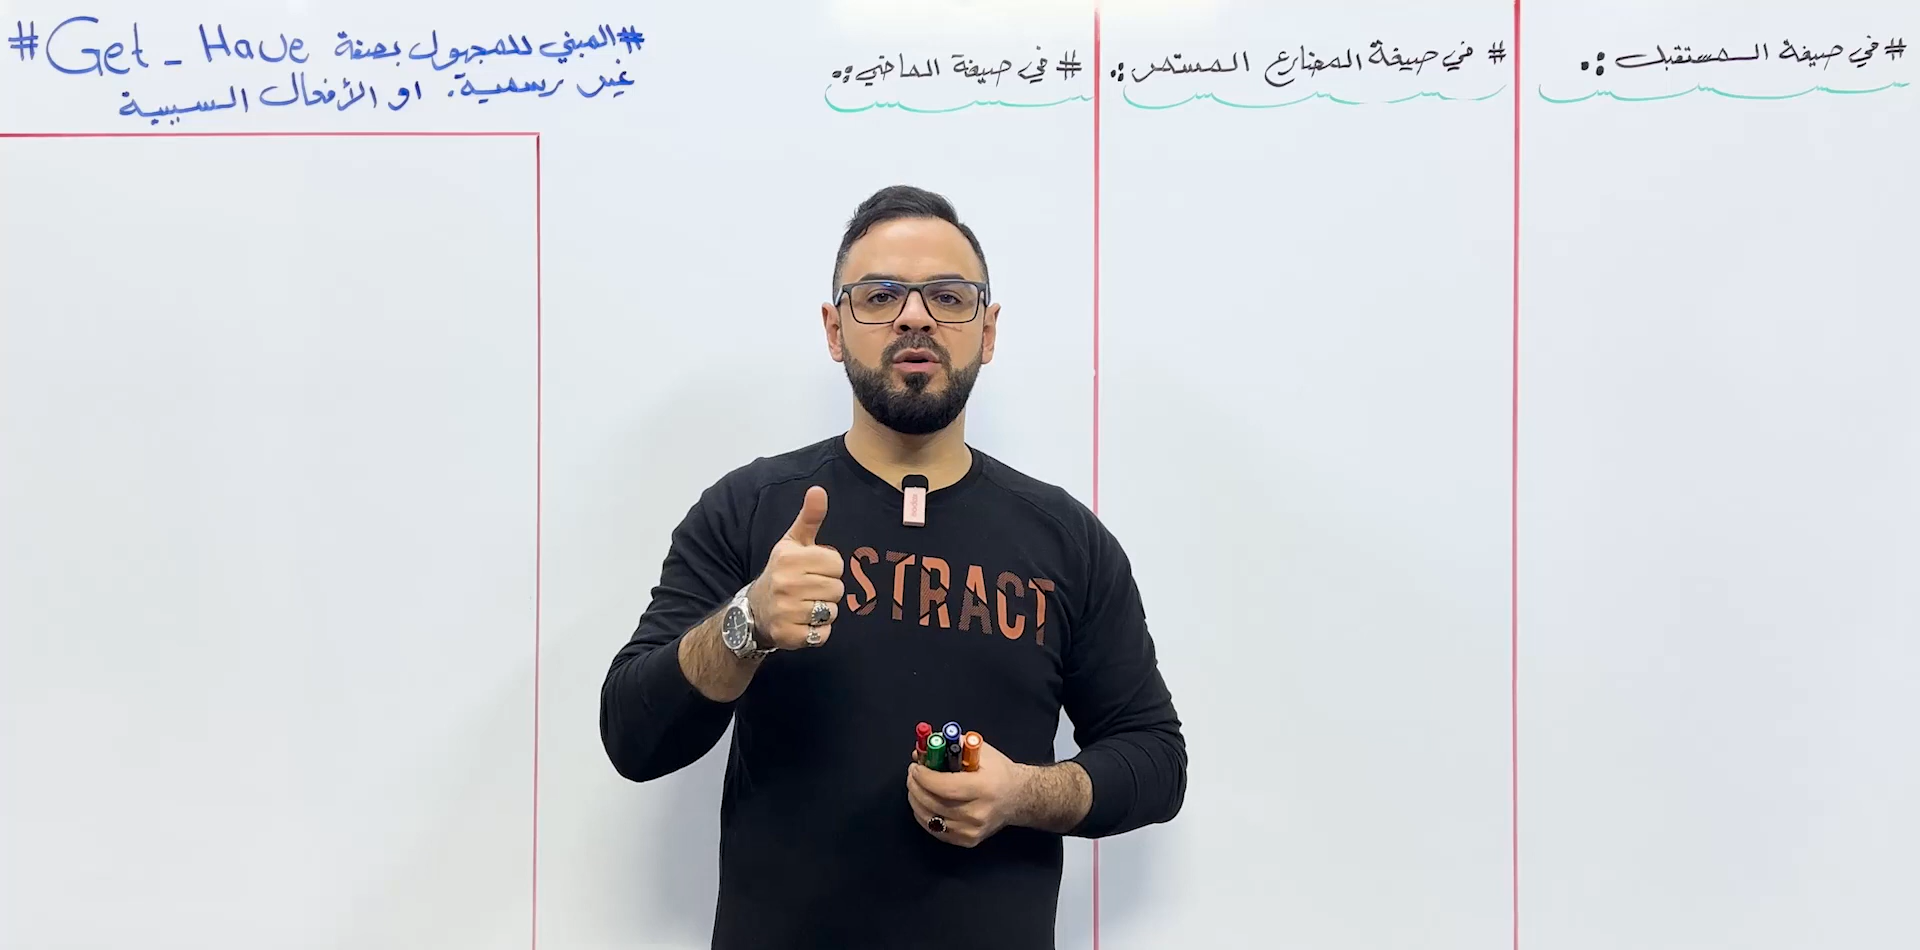 #المبني للمجهول بصفة Get _ Have #
غير رسمية. او الأفعال السببية
# في صيغة الماضي:.
# في صيغة المضارع المستمر:.
# في صيغة المستقبل:.
STRACT